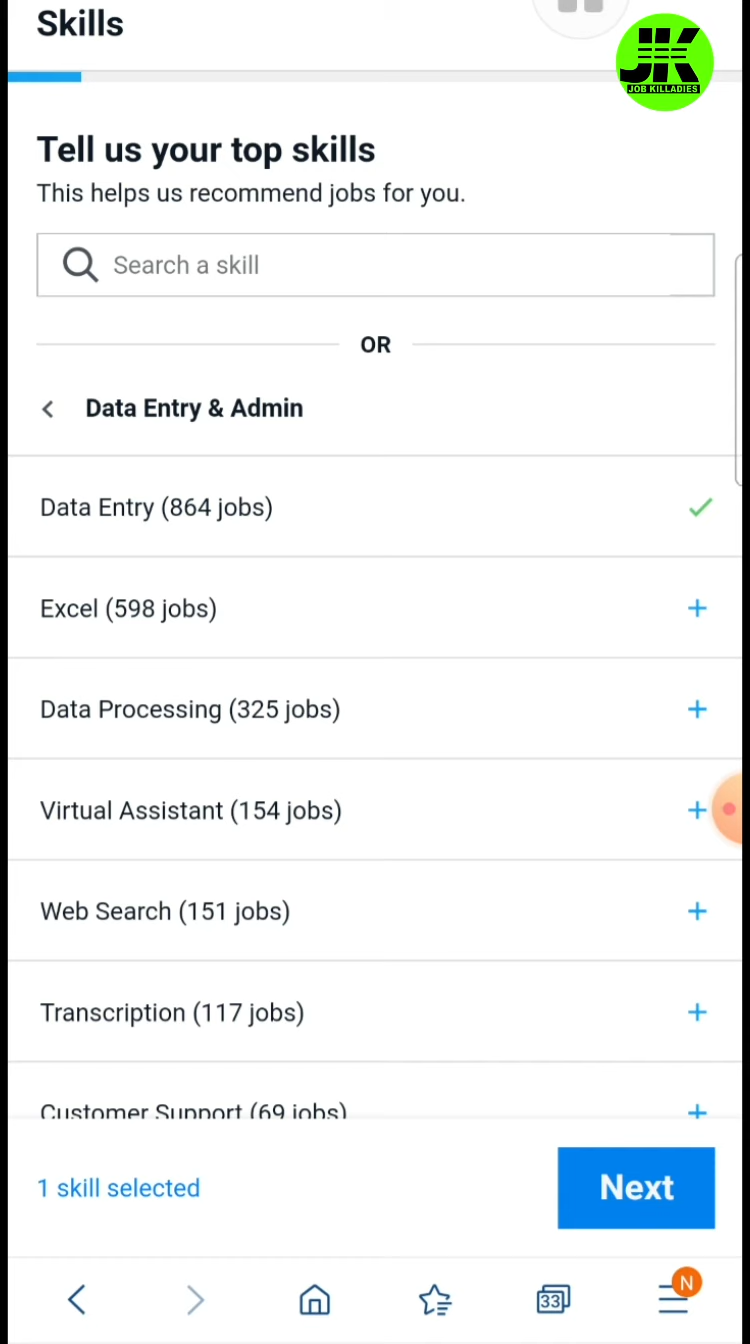 Skills
JK
JOB KILLADIES
Tell us your top skills
This helps us recommend jobs for you.
Search a skill
OR
Data Entry & Admin
Data Entry (864 jobs)
Excel (598 jobs)
Data Processing (325 jobs)
Virtual Assistant (154 jobs)
Web Search (151 jobs)
Transcription (117 jobs)
Customer Support (69 jobs)
1 skill selected
Next
33
N